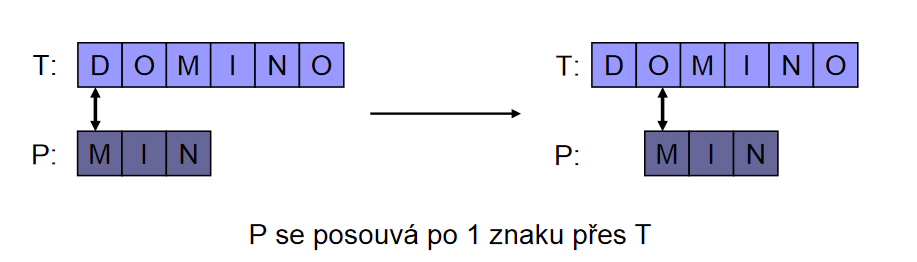 T: D O M I N O T: D O M I N O
P: M I N P: M I N
P se posouvá po 1 znaku přes T